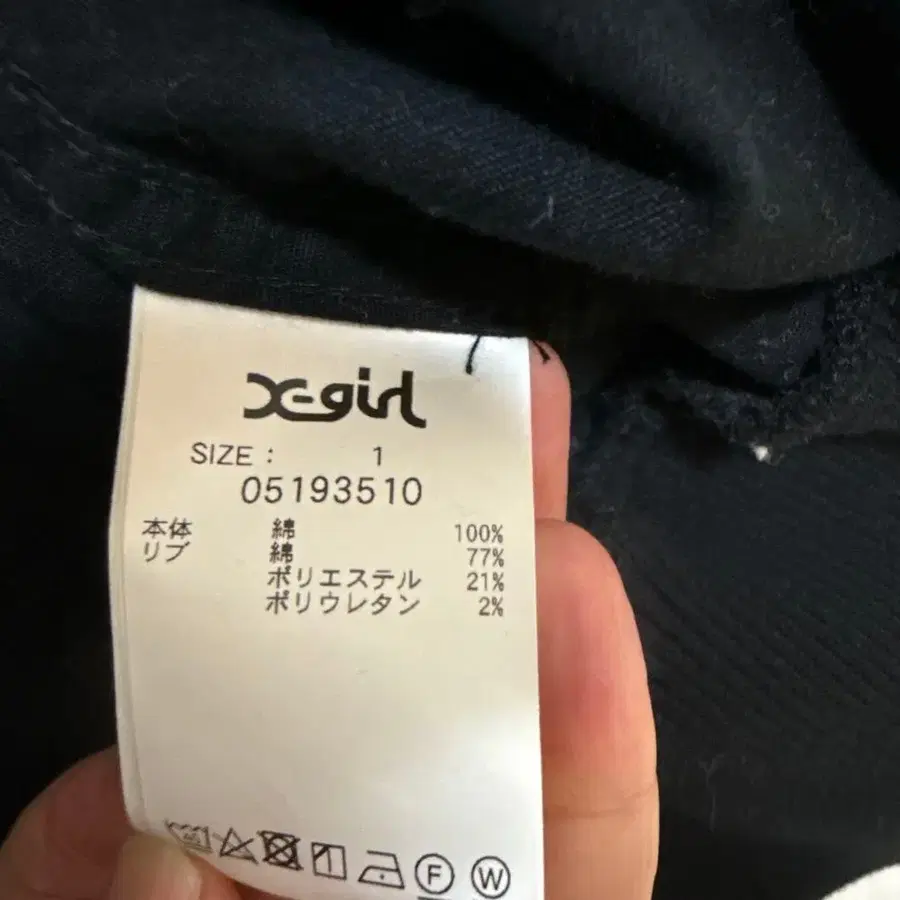 X-girl
SIZE : 1
05193510
本体 綿 100%
リブ 綿 77%
ポリエステル 21%
ポリウレタン 2%
F W